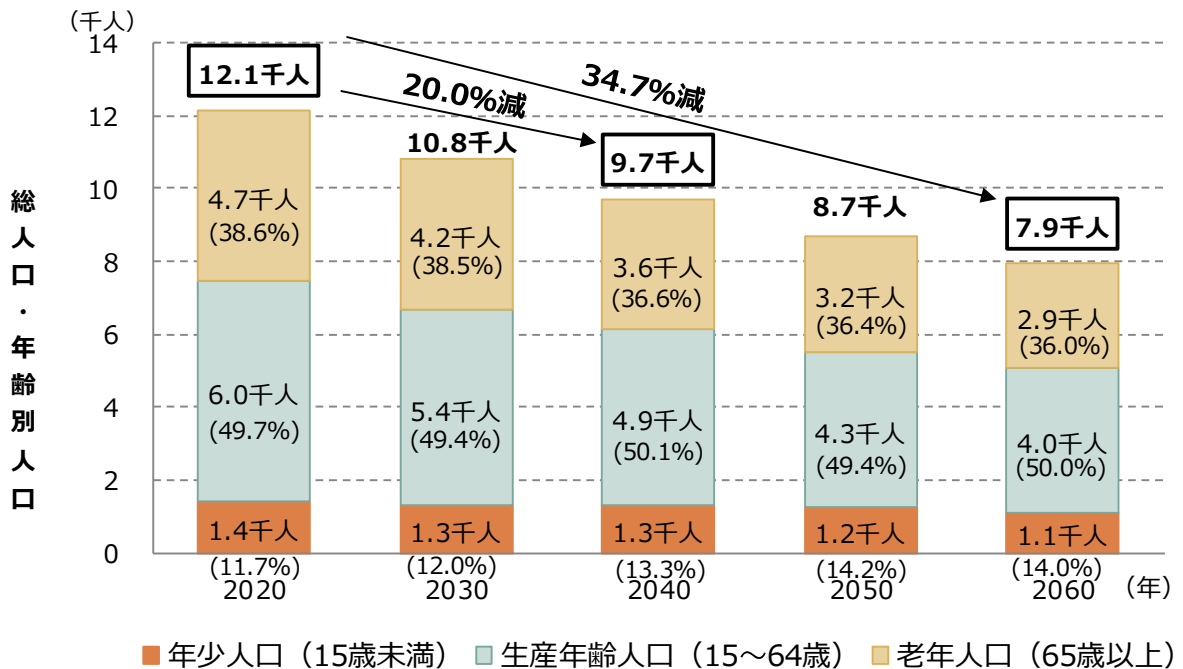 （千人）
14
12
10
8
6
4
2
0
総人口・年齢別人口
12.1千人
20.0%減
34.7%減
10.8千人
9.7千人
8.7千人
7.9千人
4.7千人
(38.6%)
4.2千人
(38.5%)
3.6千人
(36.6%)
3.2千人
(36.4%)
2.9千人
(36.0%)
6.0千人
(49.7%)
5.4千人
(49.4%)
4.9千人
(50.1%)
4.3千人
(49.4%)
4.0千人
(50.0%)
1.4千人
1.3千人
1.3千人
1.2千人
1.1千人
(11.7%)
(12.0%)
(13.3%)
(14.2%)
(14.0%)
2020
2030
2040
2050
2060
（年）
年少人口（15歳未満）
生産年齢人口（15～64歳）
老年人口（65歳以上）